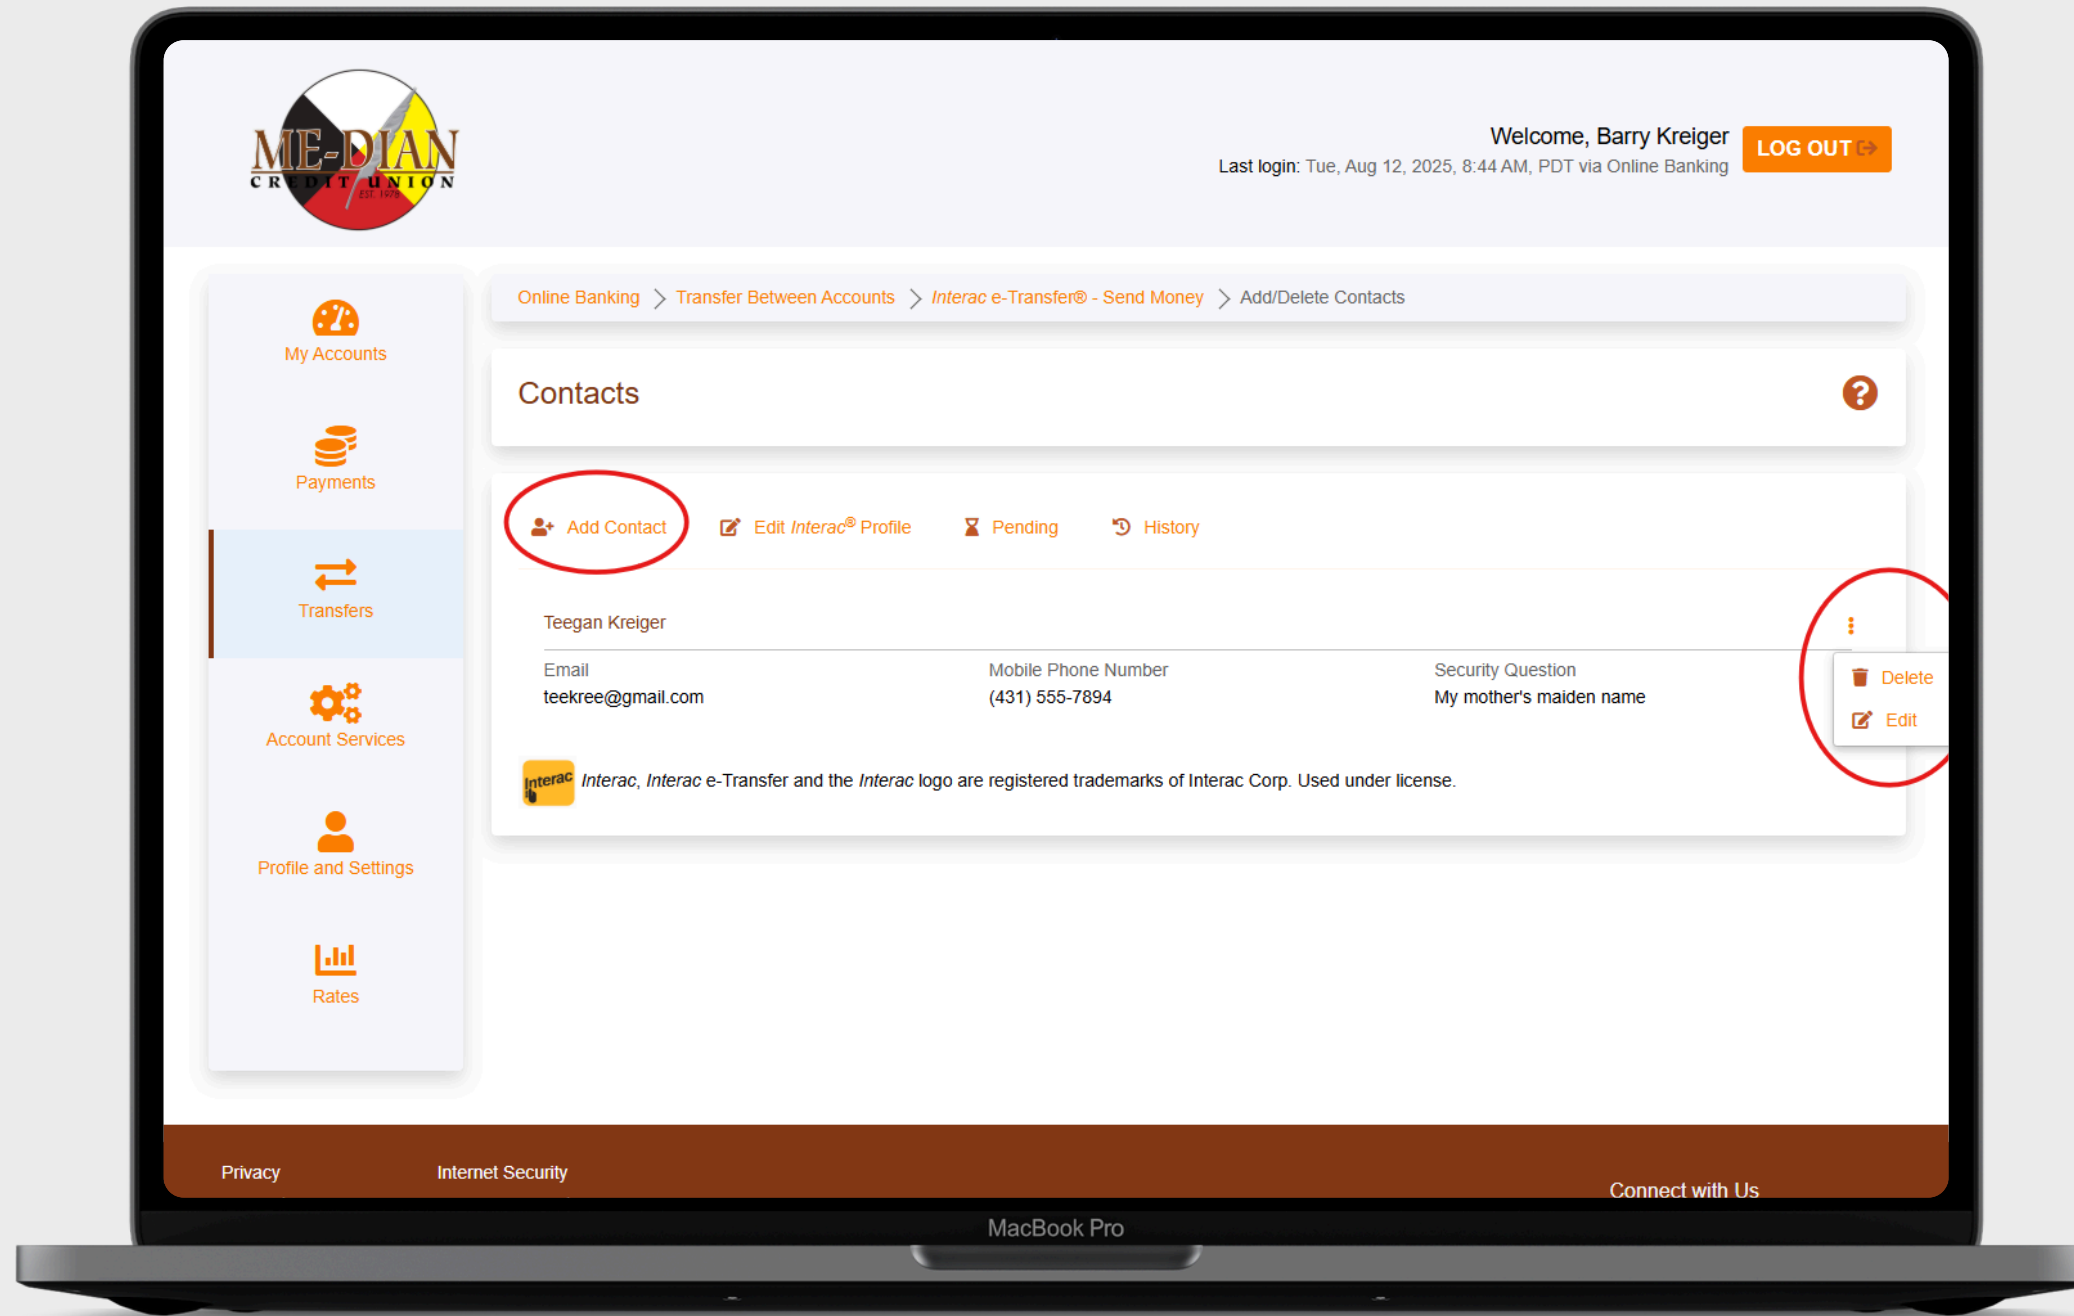 ME-DIAN
CREDIT UNION
EST. 1978
Welcome, Barry Kreiger
Last login: Tue, Aug 12, 2025, 8:44 AM, PDT via Online Banking
LOG OUT
My Accounts
Payments
Transfers
Account Services
Profile and Settings
Rates
Online Banking > Transfer Between Accounts > Interac e-Transfer® - Send Money > Add/Delete Contacts
Contacts
?
Add Contact
Edit Interac® Profile
Pending
History
Teegan Kreiger
Email
teekree@gmail.com
Mobile Phone Number
(431) 555-7894
Security Question
My mother's maiden name
Delete
Edit
Interac
Interac, Interac e-Transfer and the Interac logo are registered trademarks of Interac Corp. Used under license.
Privacy
Internet Security
Connect with Us
MacBook Pro